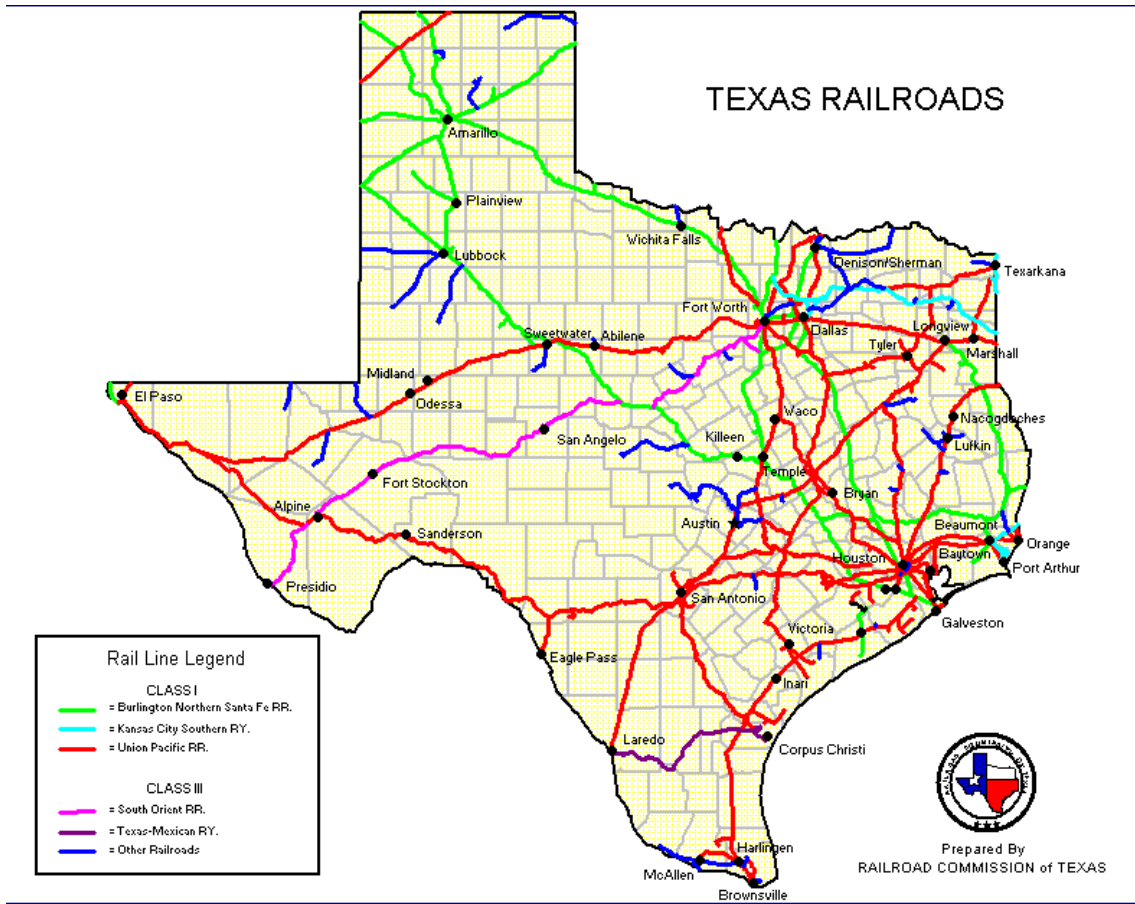 TEXAS RAILROADS
Amarillo
Plainview
Lubbock
Wichita Falls
Denison/Sherman
Texarkana
Fort Worth
Dallas
Longview
Marshall
Sweetwater
Abilene
Tyler
Midland
Odessa
El Paso
Waco
Nacogdoches
San Angelo
Killeen
Lufkin
Temple
Fort Stockton
Bryan
Alpine
Austin
Sanderson
Beaumont
Houston
Baytown
Orange
Port Arthur
Presidio
San Antonio
Galveston
Victoria
Eagle Pass
Inari
Laredo
Corpus Christi
Harlingen
McAllen
Brownsville
Rail Line Legend
CLASS I
= Burlington Northern Santa Fe RR.
= Kansas City Southern RY.
= Union Pacific RR.
CLASS III
= South Orient RR.
= Texas-Mexican RY.
= Other Railroads
Prepared By
RAILROAD COMMISSION of TEXAS